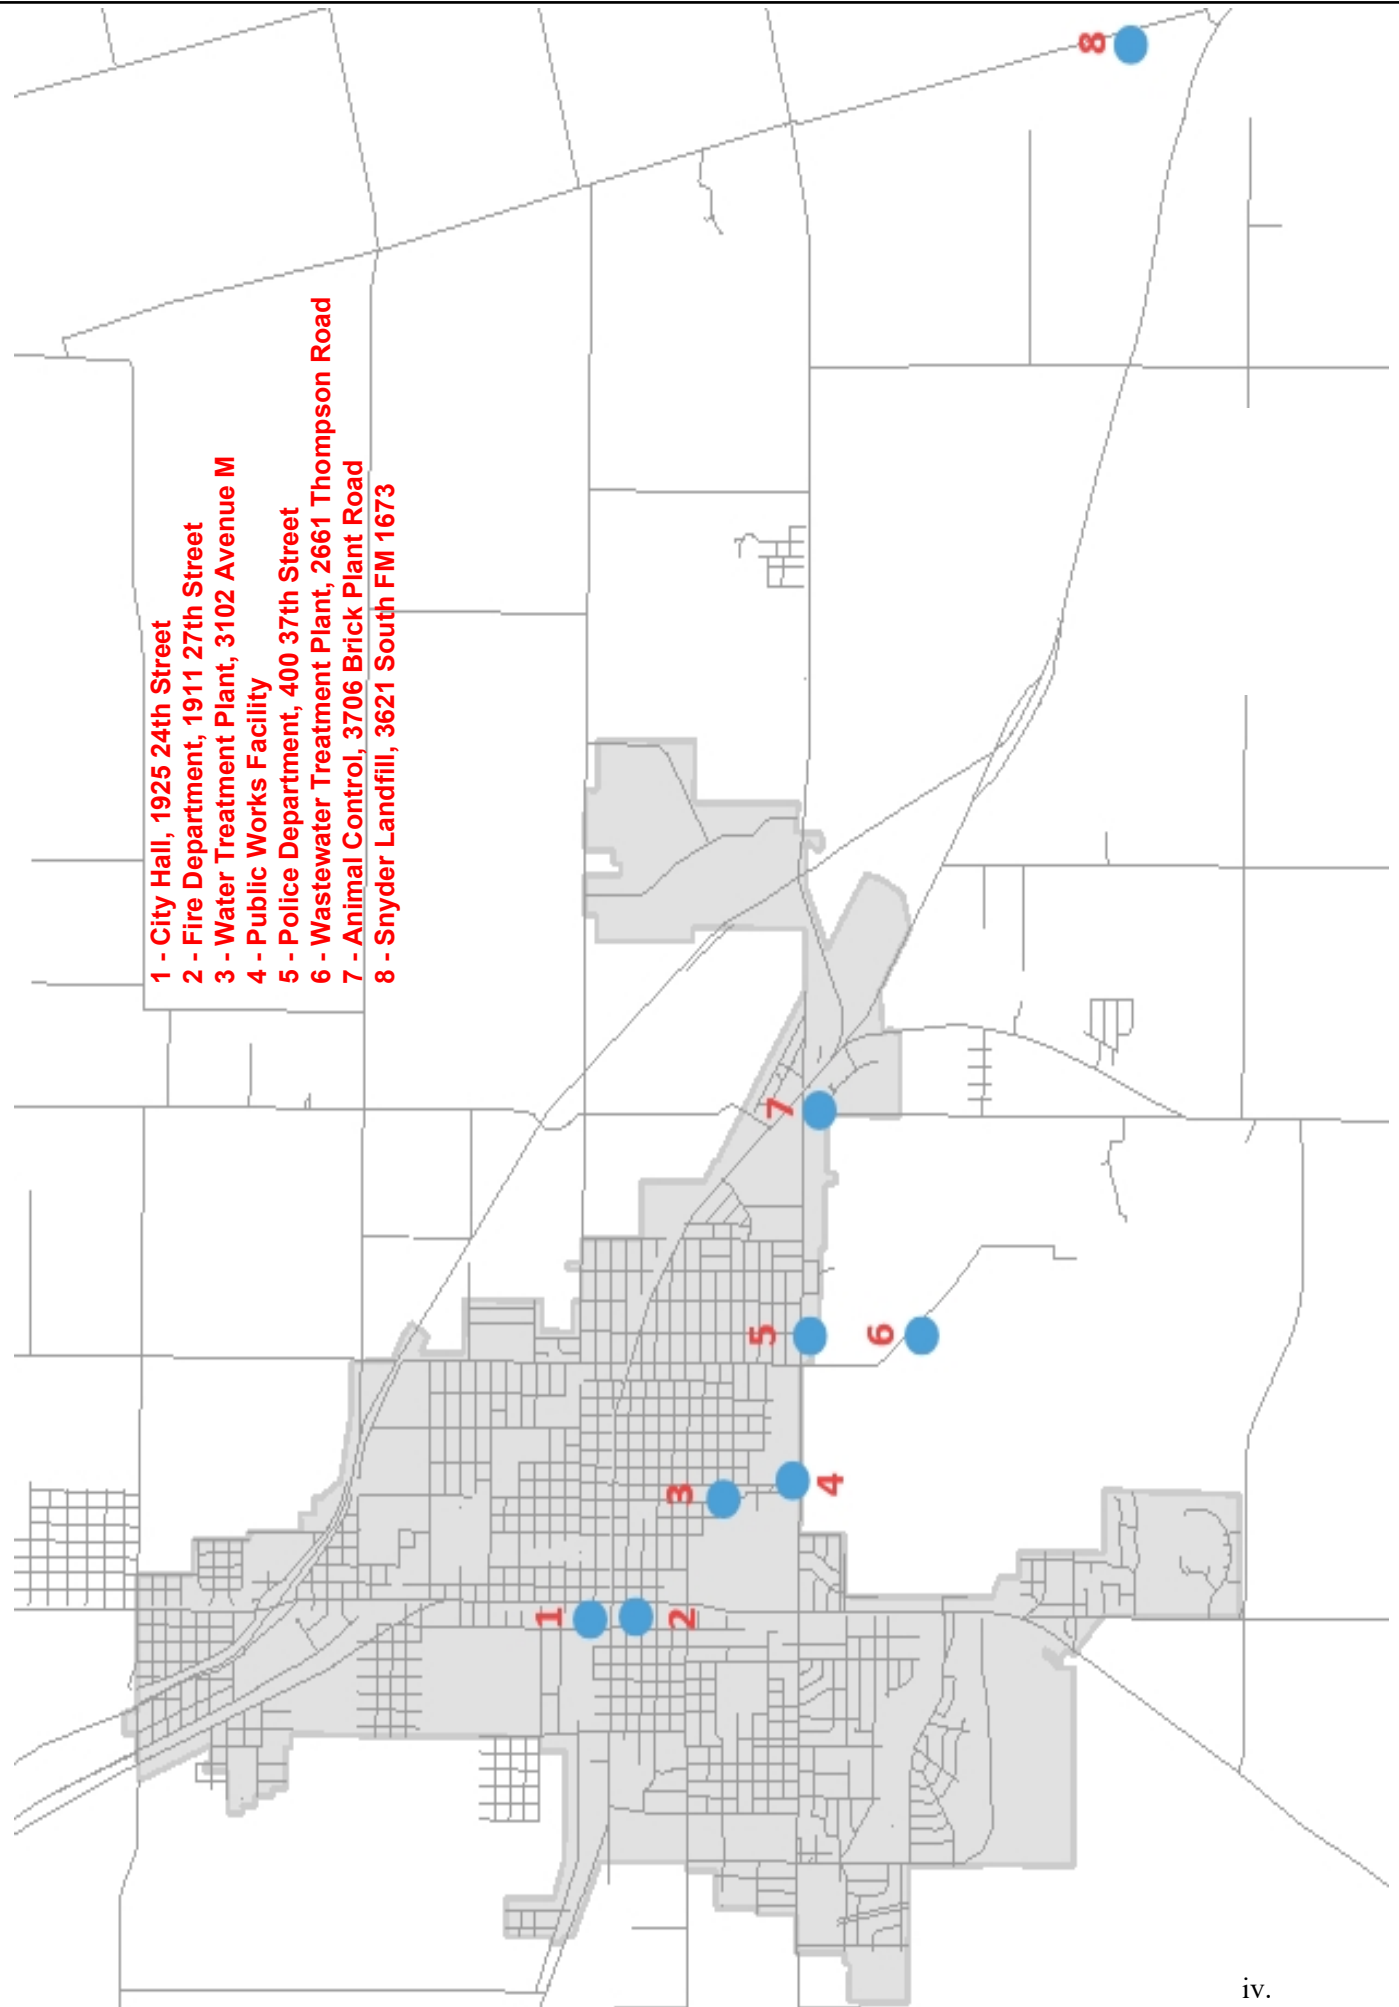 1 - City Hall, 1925 24th Street
2 - Fire Department, 1911 27th Street
3 - Water Treatment Plant, 3102 Avenue M
4 - Public Works Facility
5 - Police Department, 400 37th Street
6 - Wastewater Treatment Plant, 2661 Thompson Road
7 - Animal Control, 3706 Brick Plant Road
8 - Snyder Landfill, 3621 South FM 1673
1
2
3
4
5
6
7
8
iv.